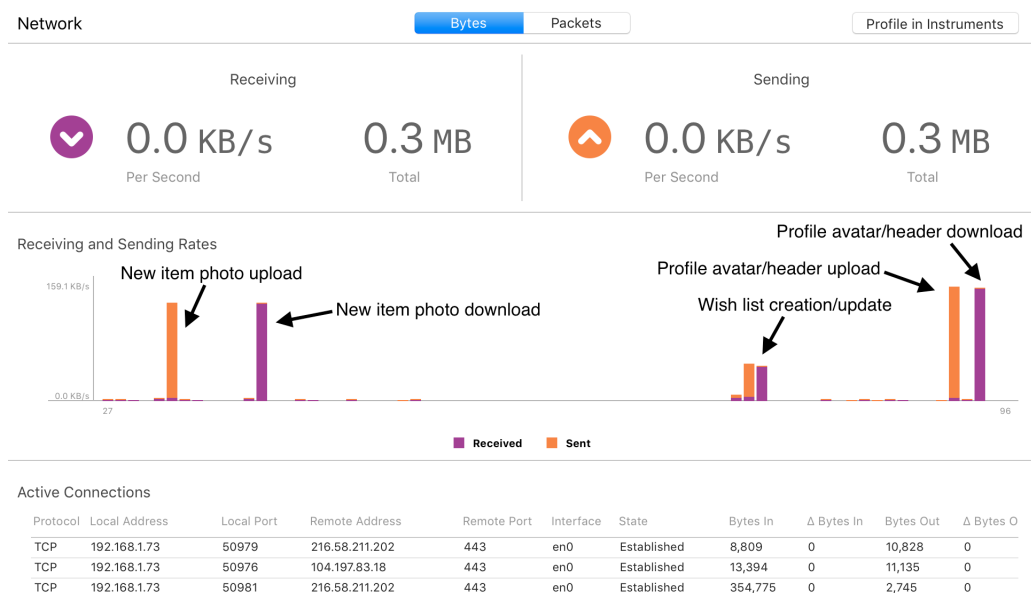 Network
Bytes
Packets
Profile in Instruments
Receiving
Sending
0.0 KB/s
0.3 MB
0.0 KB/s
0.3 MB
Per Second
Total
Per Second
Total
Receiving and Sending Rates
Profile avatar/header download
New item photo upload
Profile avatar/header upload
159.1 KB/s
New item photo download
Wish list creation/update
0.0 KB/s
27
96
Received
Sent
Active Connections
Protocol Local Address Local Port Remote Address Remote Port Interface State Bytes In Δ Bytes In Bytes Out Δ Bytes O
TCP 192.168.1.73 50979 216.58.211.202 443 en0 Established 8,809 0 10,828 0
TCP 192.168.1.73 50976 104.197.83.18 443 en0 Established 13,394 0 11,135 0
TCP 192.168.1.73 50981 216.58.211.202 443 en0 Established 354,775 0 2,745 0